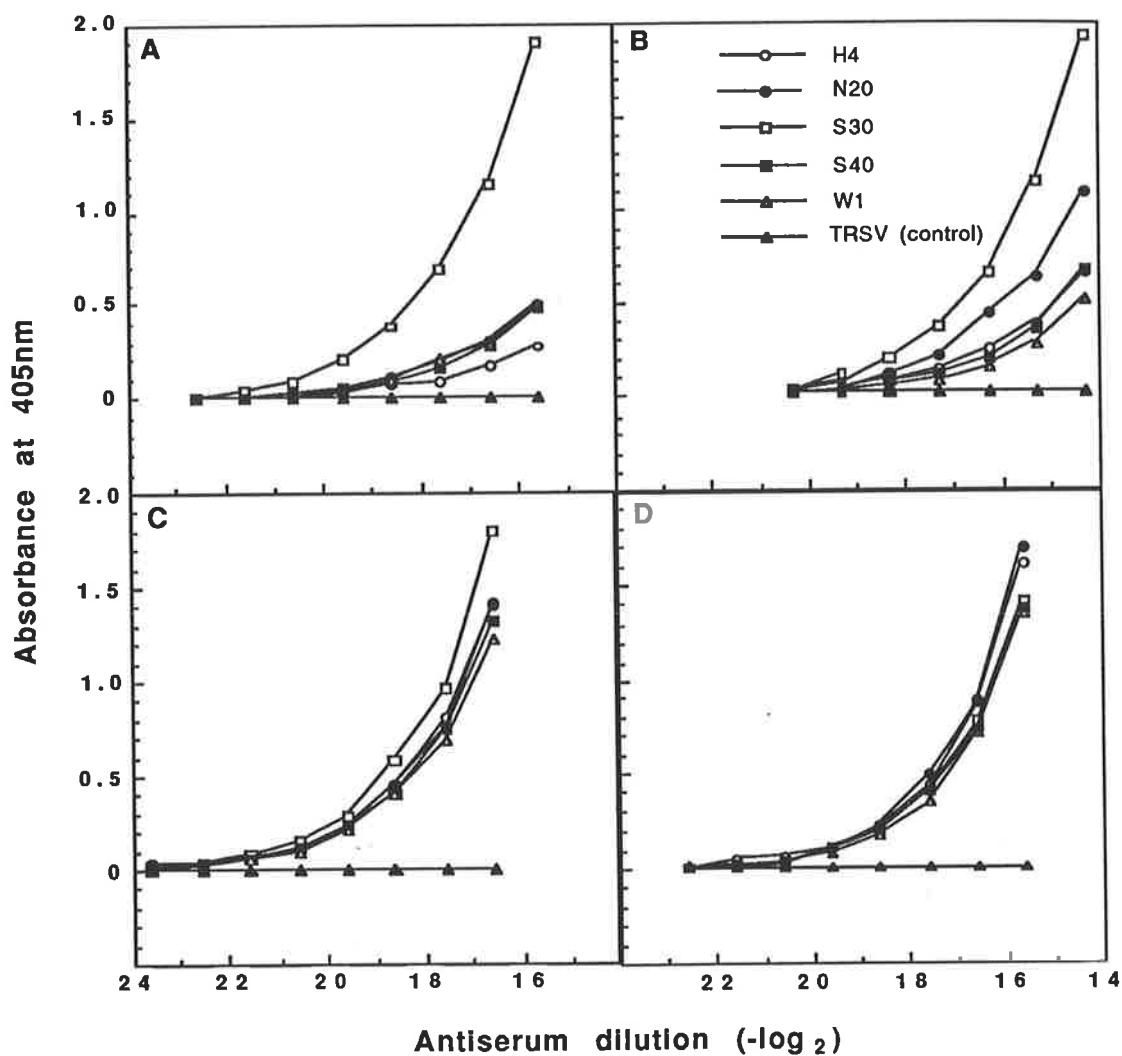 2.0
A
B
H4
N20
1.5
S30
S40
1.0
W1
TRSV (control)
0.5
0
Absorbance at 405nm
2.0
C
D
1.5
1.0
0.5
0
24 22 20 18 16 22 20 18 16 14
Antiserum dilution (-log 2)